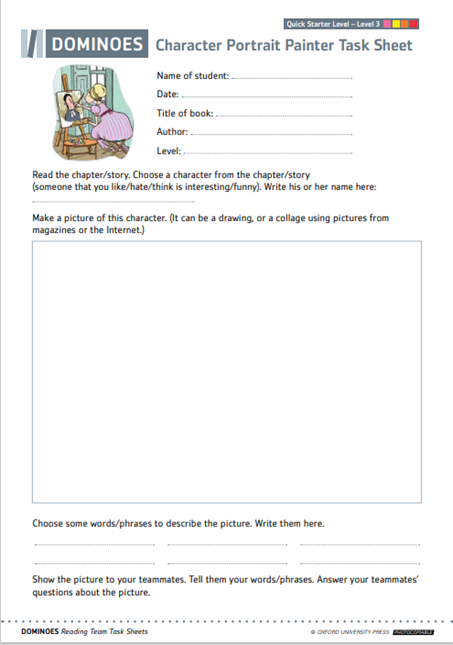 Quick Starter Level – Level 3
DOMINOES Character Portrait Painter Task Sheet
Name of student:
Date:
Title of book:
Author:
Level:
Read the chapter/story. Choose a character from the chapter/story
(someone that you like/hate/think is interesting/funy). Write his or her name here:
Make a picture of this character. (It can be a drawing, or a collage using pictures from
magazines or the Internet.)
Choose some words/phrases to describe the picture. Write them here.
Show the picture to your teammates. Tell them your words/phrases. Answer your teammates’
questions about the picture.
DOMINOES Reading Team Task Sheets
© OXFORD UNIVERSITY PRESS PHOTOCOPIABLE